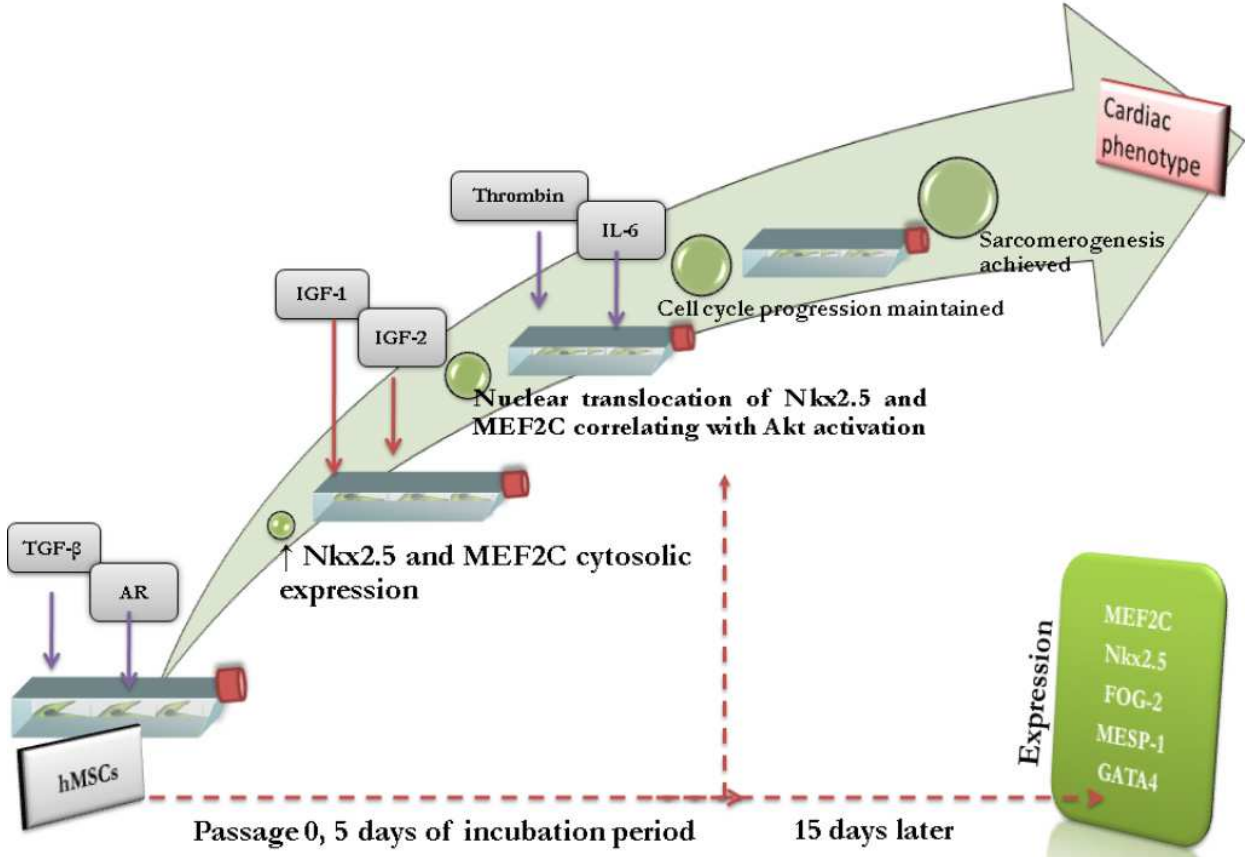 Cardiac
phenotype
Thrombin
IL-6
Sarcomerogenesis
achieved
IGF-1
IGF-2
Cell cycle progression maintained
Nuclear translocation of Nkx2.5 and
MEF2C correlating with Akt activation
TGF-β
AR
↑ Nkx2.5 and MEF2C cytosolic
expression
hMSCs
Expression
MEF2C
Nkx2.5
FOG-2
MESP-1
GATA4
Passage 0, 5 days of incubation period
15 days later